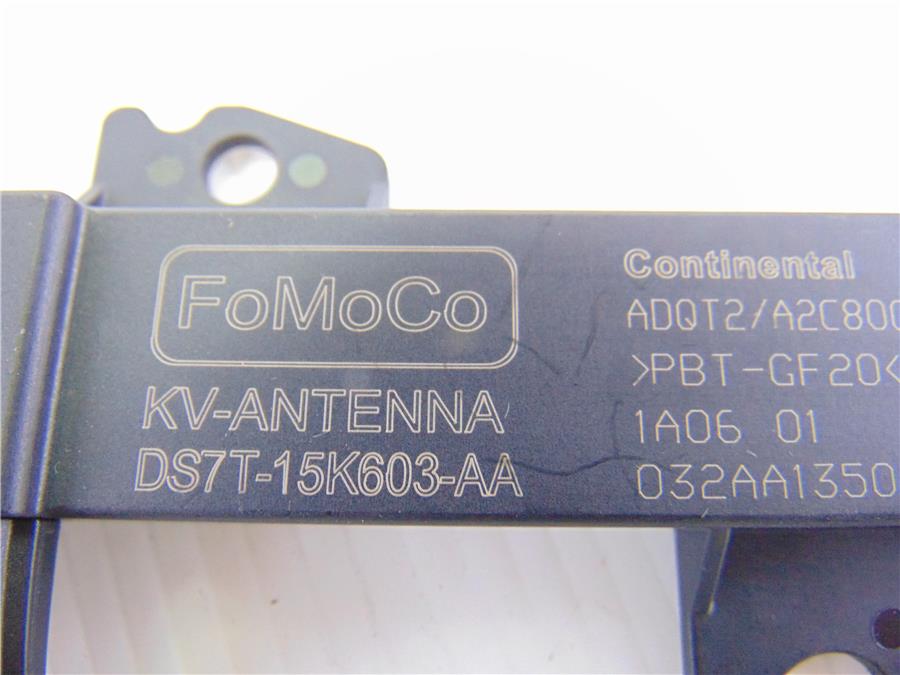 FoMoCo
KV-ANTENNA
DS7T-15K603-AA
Continental
ADQT2/A2C800
>PBT-GF20<
1A06 01
032AA1350